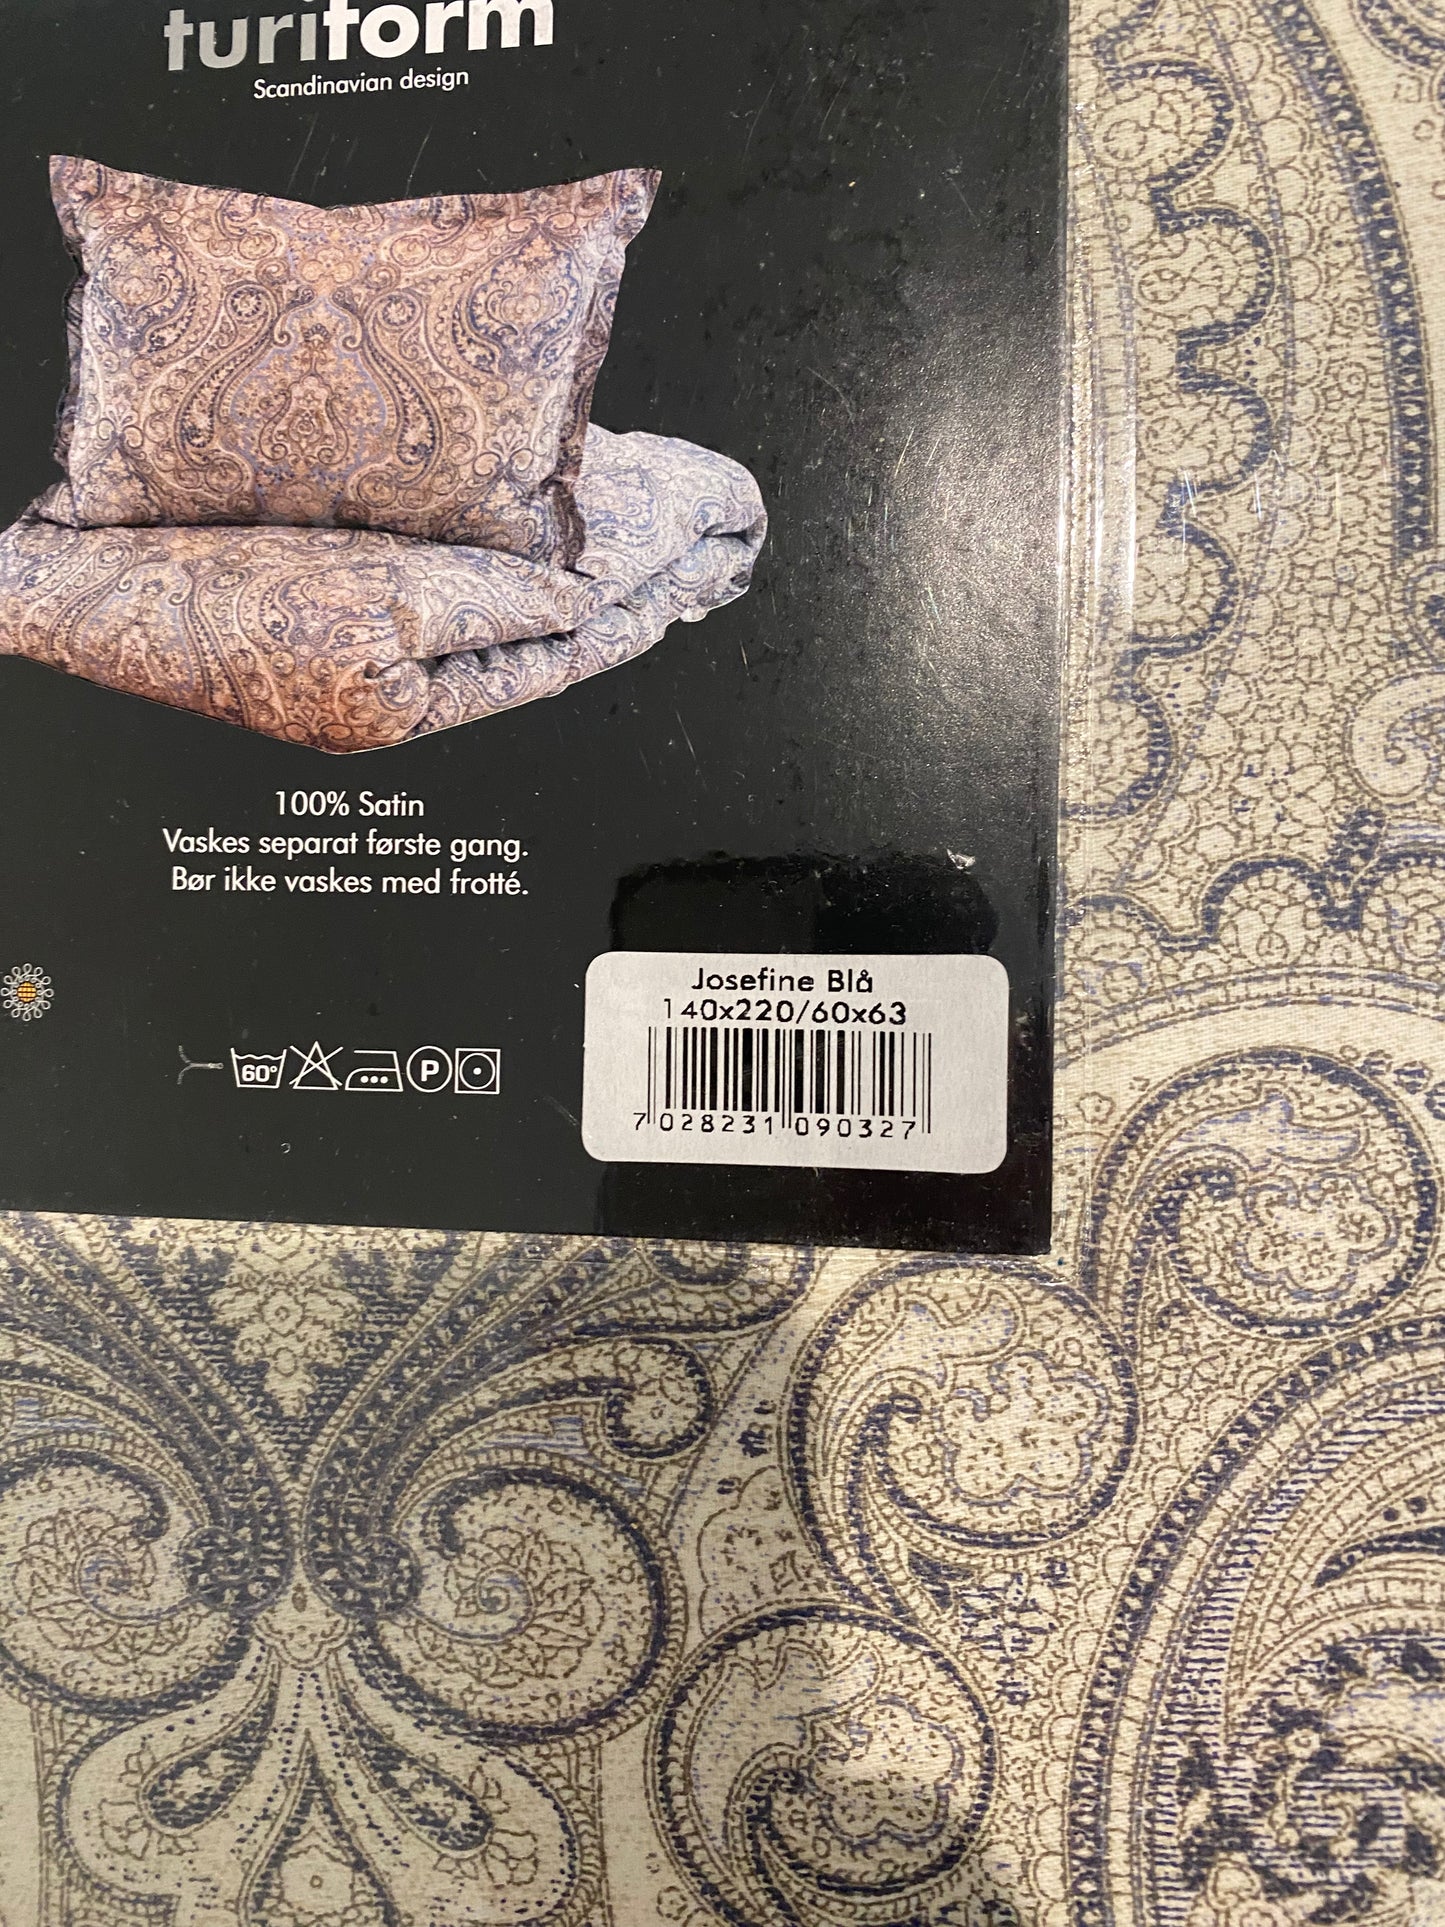 turiform
Scandinavian design
100% Satin
Vaskes separat første gang.
Bør ikke vaskes med frotté.
Josefine Blå
140x220/60x63
7 028231 090327
60°
P